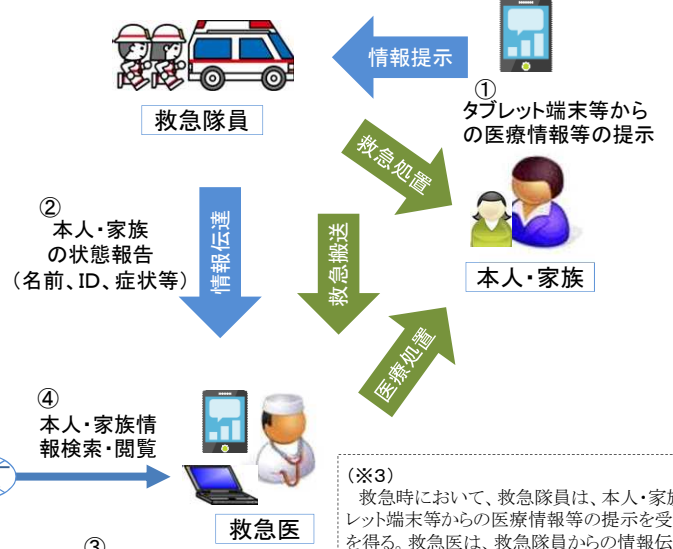 情報提示
①
タブレット端末等から
の医療情報等の提示
救急隊員
救急処置
②
本人・家族
の状態報告
(名前、ID、症状等)
情報伝達
救急搬送
本人・家族
医療処置
④
本人・家族情
報検索・閲覧
救急医
③
(※3)
救急時において、救急隊員は、本人・家族
レット端末等からの医療情報等の提示を受
を得る。救急医は、救急隊員からの情報伝